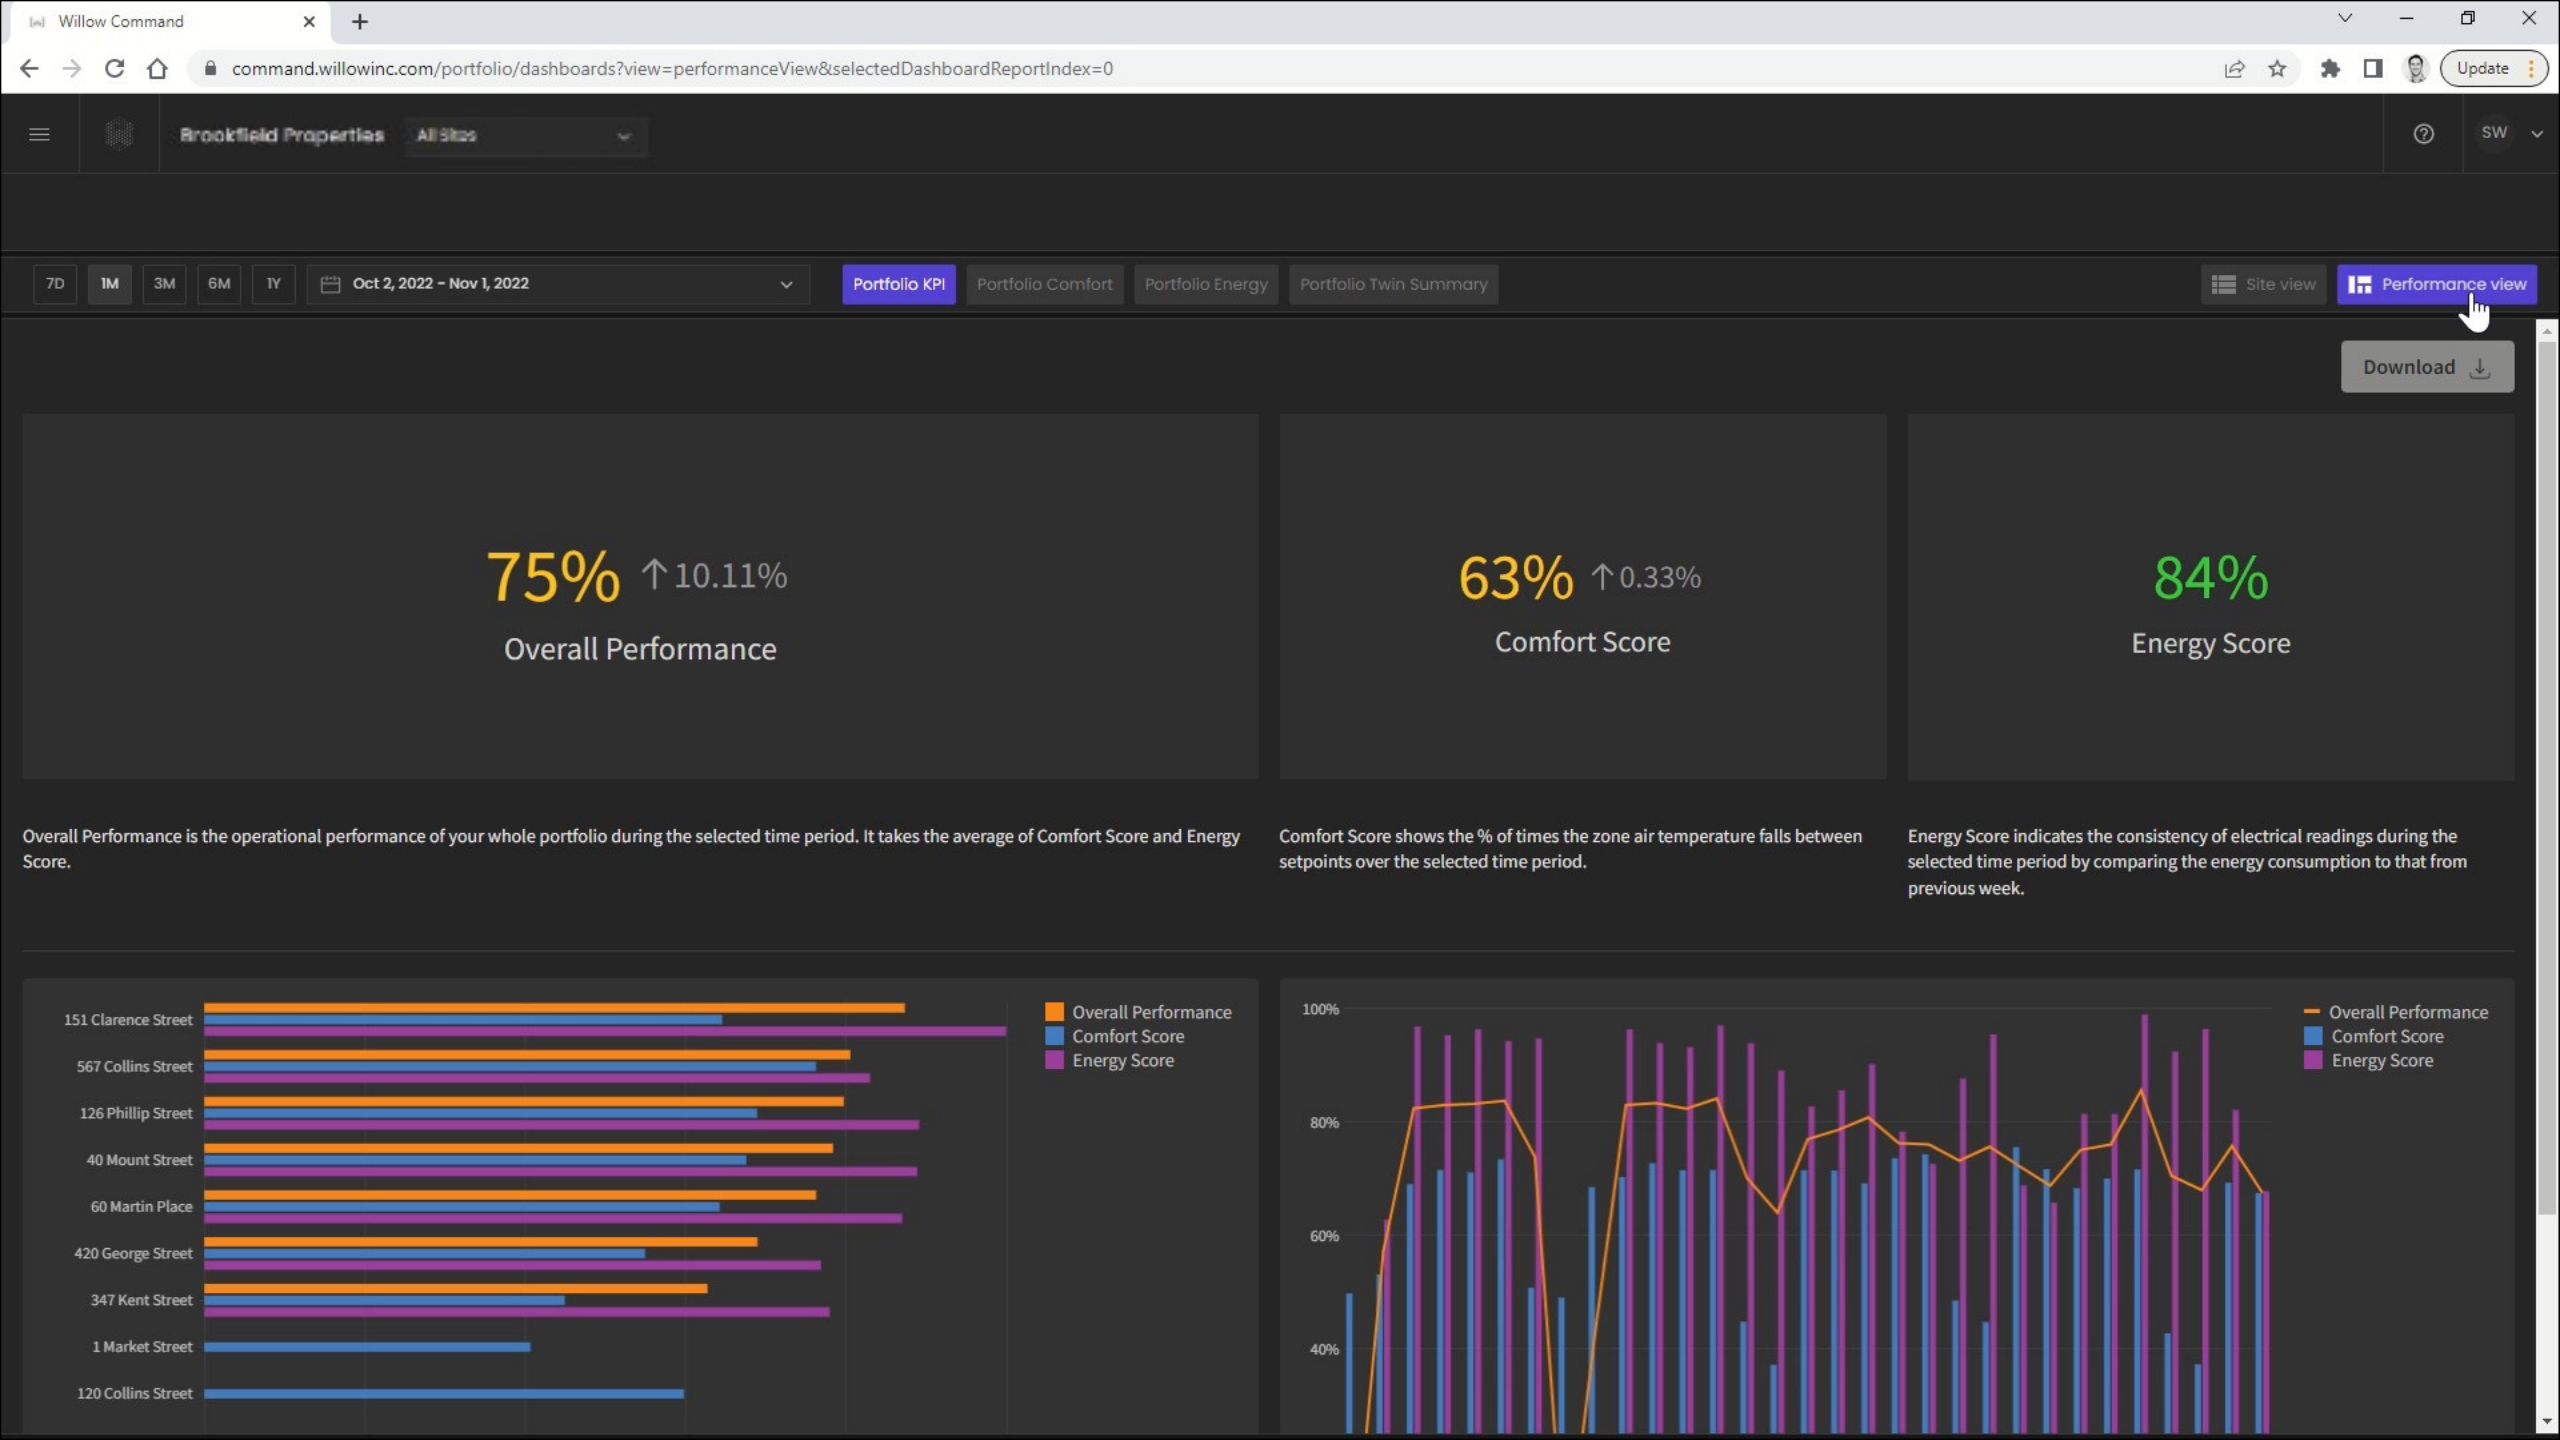 Willow Command
command.willowinc.com/portfolio/dashboards?view=performanceView&selectedDashboardReportIndex=0
Update
Brookfield Properties
All Sites
SW
7D
1M
3M
6M
1Y
Oct 2, 2022 - Nov 1, 2022
Portfolio KPI
Portfolio Comfort
Portfolio Energy
Portfolio Twin Summary
Site view
Performance view
Download
75% ↑10.11%
Overall Performance
63% ↑0.33%
Comfort Score
84%
Energy Score
Overall Performance is the operational performance of your whole portfolio during the selected time period. It takes the average of Comfort Score and Energy
Score.
Comfort Score shows the % of times the zone air temperature falls between
setpoints over the selected time period.
Energy Score indicates the consistency of electrical readings during the
selected time period by comparing the energy consumption to that from
previous week.
151 Clarence Street
567 Collins Street
126 Phillip Street
40 Mount Street
60 Martin Place
420 George Street
347 Kent Street
1 Market Street
120 Collins Street
Overall Performance
Comfort Score
Energy Score
100%
80%
60%
40%
Overall Performance
Comfort Score
Energy Score